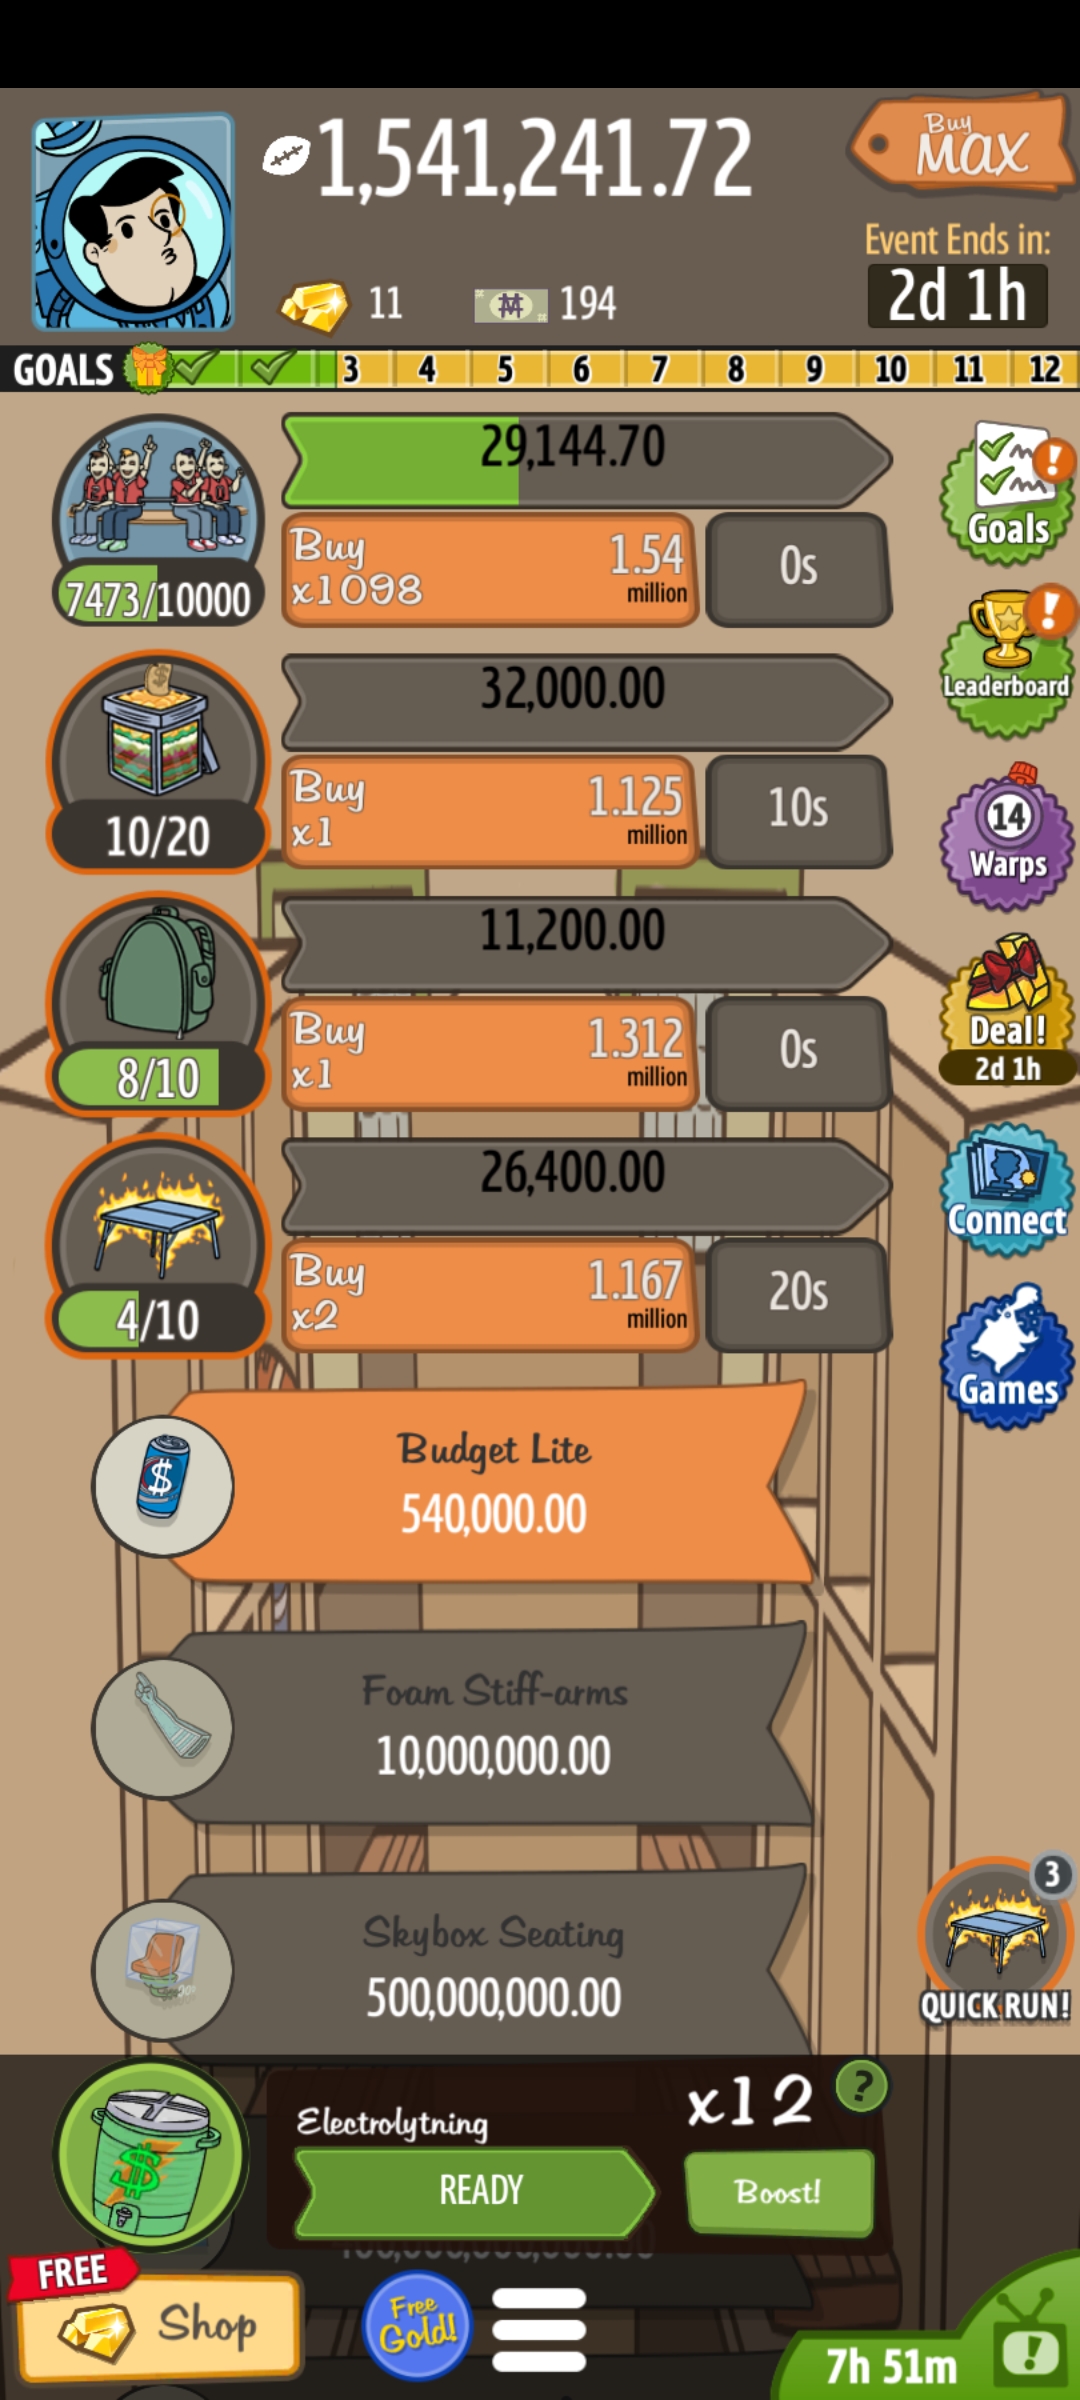 1,541,241.72
Buy
MAX
Event Ends in:
2d 1h
11
194
GOALS
3 4 5 6 7 8 9 10 11 12
29,144.70
Buy
x1098
1.54
million
0s
7473/10000
Goals
32,000.00
Buy
x1
1.125
million
10s
10/20
Leaderboard
14
Warps
11,200.00
Buy
x1
1.312
million
0s
8/10
Deal!
2d 1h
26,400.00
Buy
x2
1.167
million
20s
4/10
Connect
Games
Budget Lite
540,000.00
Foam Stiff-arms
10,000,000.00
Skybox Seating
500,000,000.00
3
QUICK RUN!
Electrolytning
x12
?
READY
Boost!
FREE
Shop
Free
Gold!
7h 51m